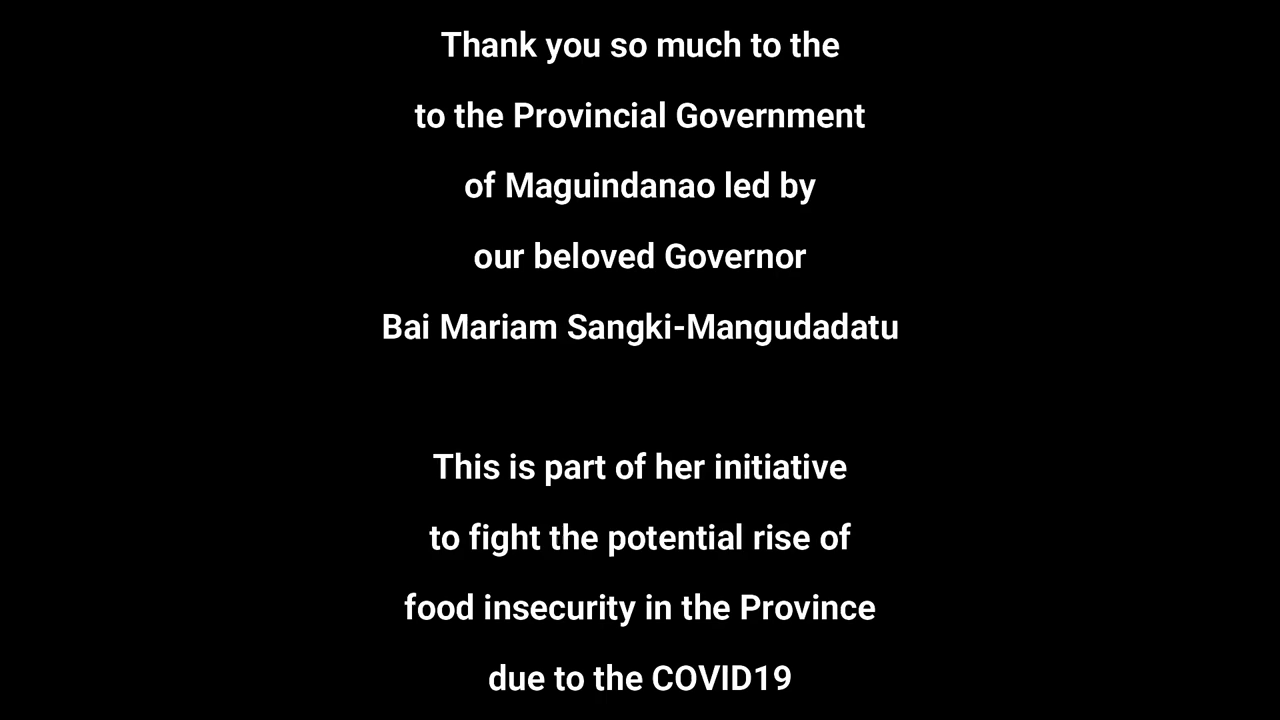 Thank you so much to the
to the Provincial Government
of Maguindanao led by
our beloved Governor
Bai Mariam Sangki-Mangudadatu
This is part of her initiative
to fight the potential rise of
food insecurity in the Province
due to the COVID19